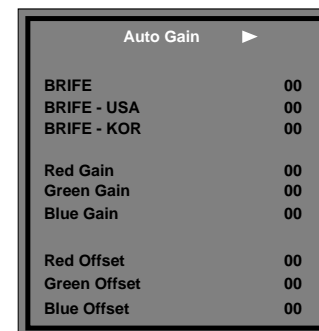 Auto Gain ►
BRIFE 00
BRIFE - USA 00
BRIFE - KOR 00
Red Gain 00
Green Gain 00
Blue Gain 00
Red Offset 00
Green Offset 00
Blue Offset 00